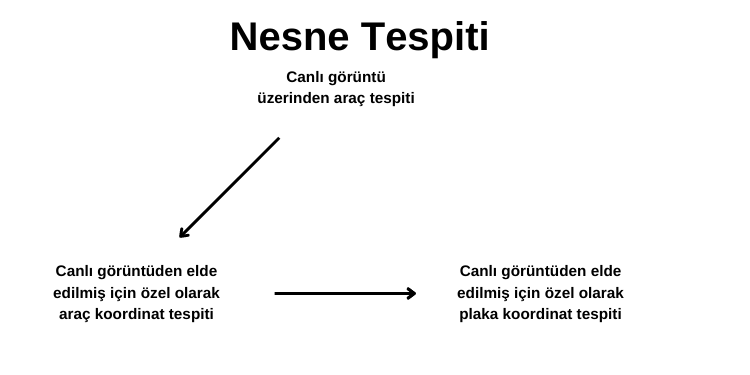 Nesne Tespiti
Canlı görüntü
üzerinden araç tespiti
Canlı görüntüden elde
edilmiş için özel olarak
araç koordinat tespiti
Canlı görüntüden elde
edilmiş için özel olarak
plaka koordinat tespiti